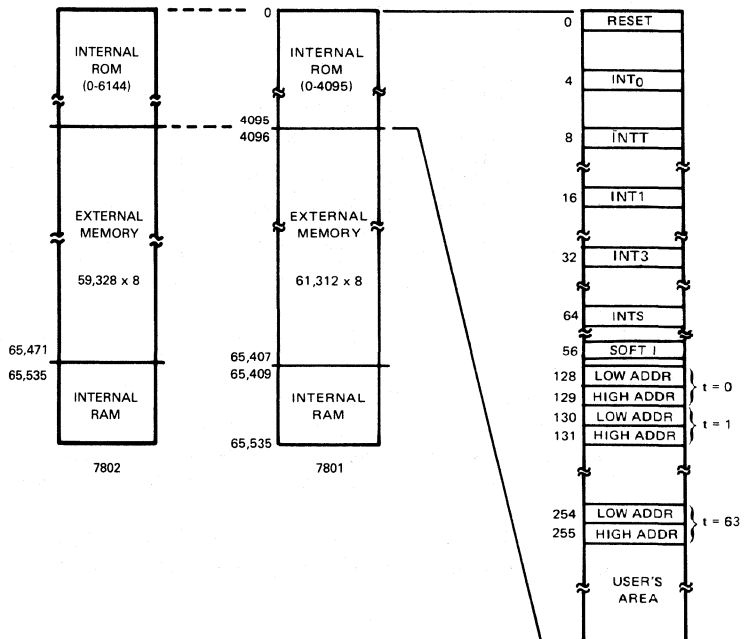 INTERNAL
ROM
(0-6144)
EXTERNAL
MEMORY
59,328 x 8
65,471
65,535
INTERNAL
RAM
7802
0
INTERNAL
ROM
(0-4095)
4095
4096
EXTERNAL
MEMORY
61,312 x 8
65,407
65,409
INTERNAL
RAM
65,535
7801
0 RESET
4 INT0
8 INTT
16 INT1
32 INT3
64 INTS
56 SOFT I
128 LOW ADDR
129 HIGH ADDR
t = 0
130 LOW ADDR
131 HIGH ADDR
t = 1
254 LOW ADDR
255 HIGH ADDR
t = 63
USER'S
AREA